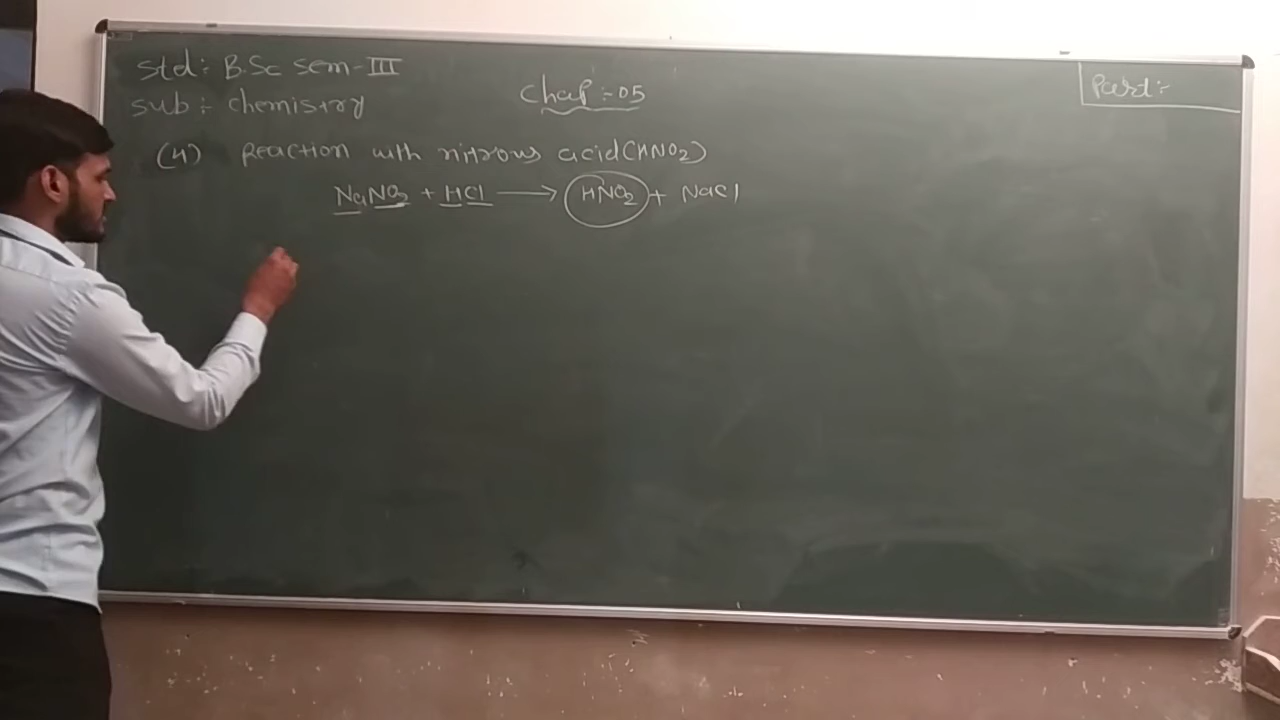 Std: B.Sc sem-III
Sub: chemistry
Chap:-05
Part:-
(4) Reaction with nitrous acid(HNO2)
NaNO2 + HCl ⟶ HNO2 + NaCl